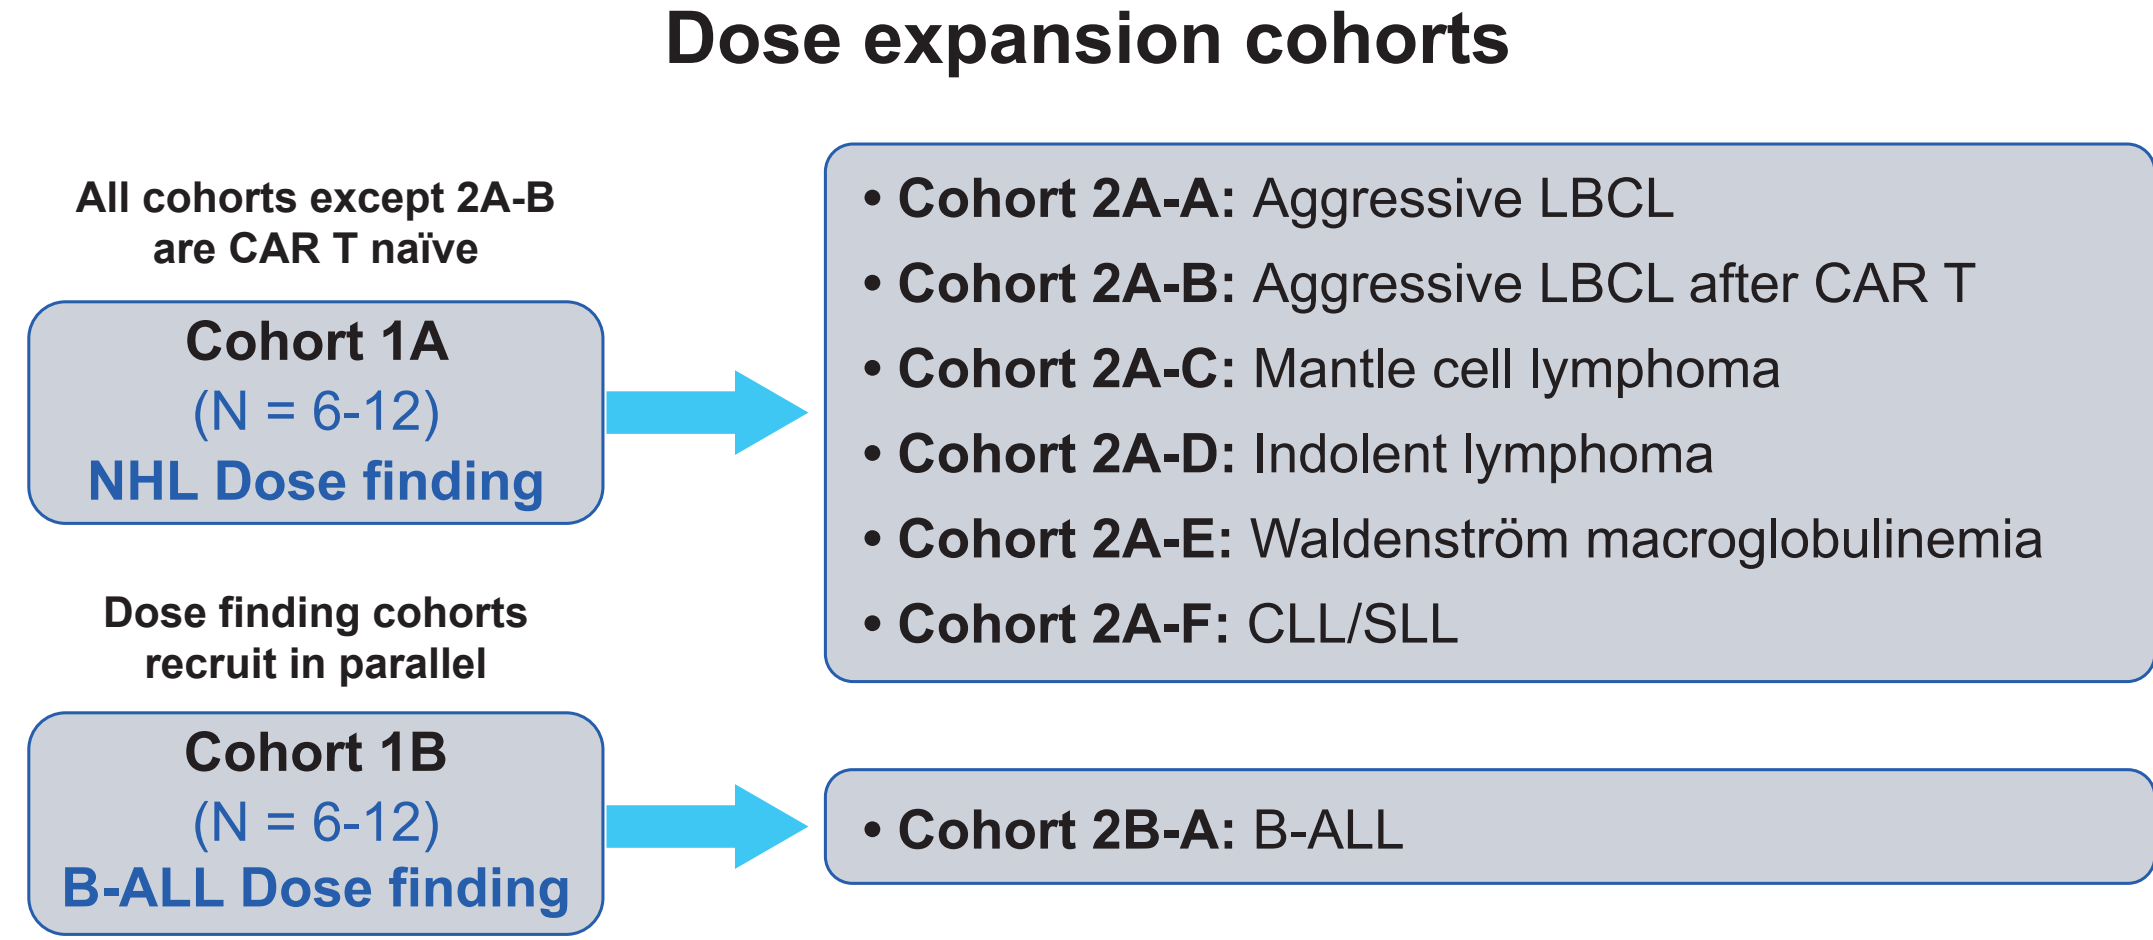 Dose expansion cohorts
All cohorts except 2A-B
are CAR T naïve
Cohort 1A
(N = 6-12)
NHL Dose finding
• Cohort 2A-A: Aggressive LBCL
• Cohort 2A-B: Aggressive LBCL after CAR T
• Cohort 2A-C: Mantle cell lymphoma
• Cohort 2A-D: Indolent lymphoma
• Cohort 2A-E: Waldenström macroglobulinemia
• Cohort 2A-F: CLL/SLL
Dose finding cohorts
recruit in parallel
Cohort 1B
(N = 6-12)
B-ALL Dose finding
• Cohort 2B-A: B-ALL